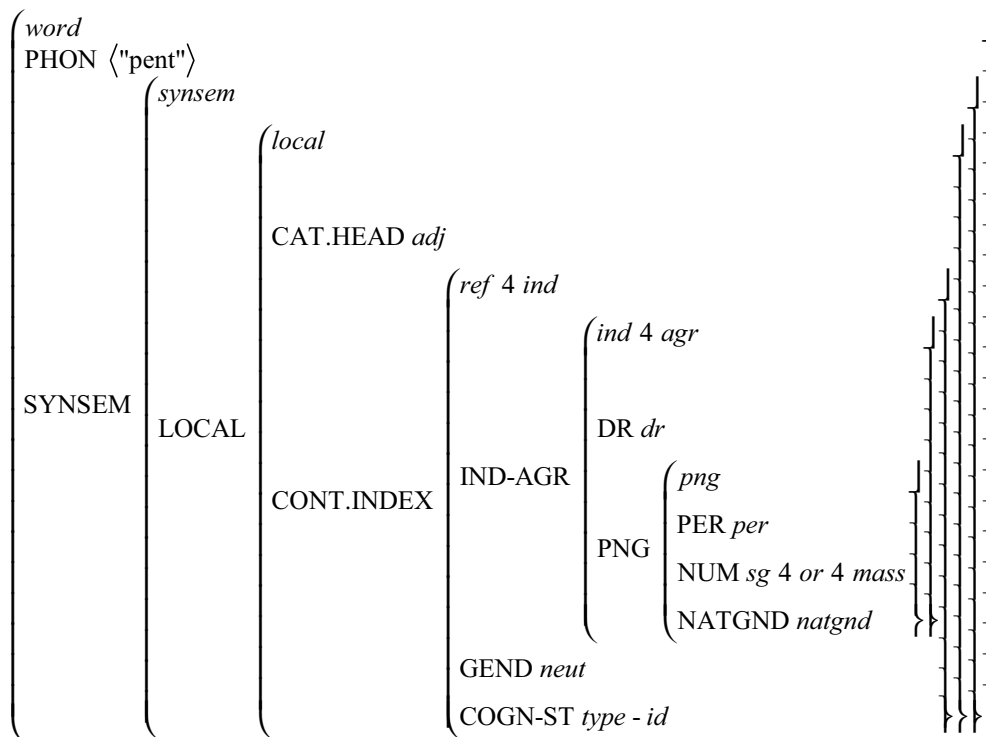 word
PHON ⟨"pent"⟩
synsem
local
CAT.HEAD adj
ref 4 ind
ind 4 agr
SYNSEM
LOCAL
DR dr
CONT.INDEX
IND-AGR
png
PER per
PNG
NUM sg 4 or 4 mass
NATGND natgnd
GEND neut
COGN-ST type - id